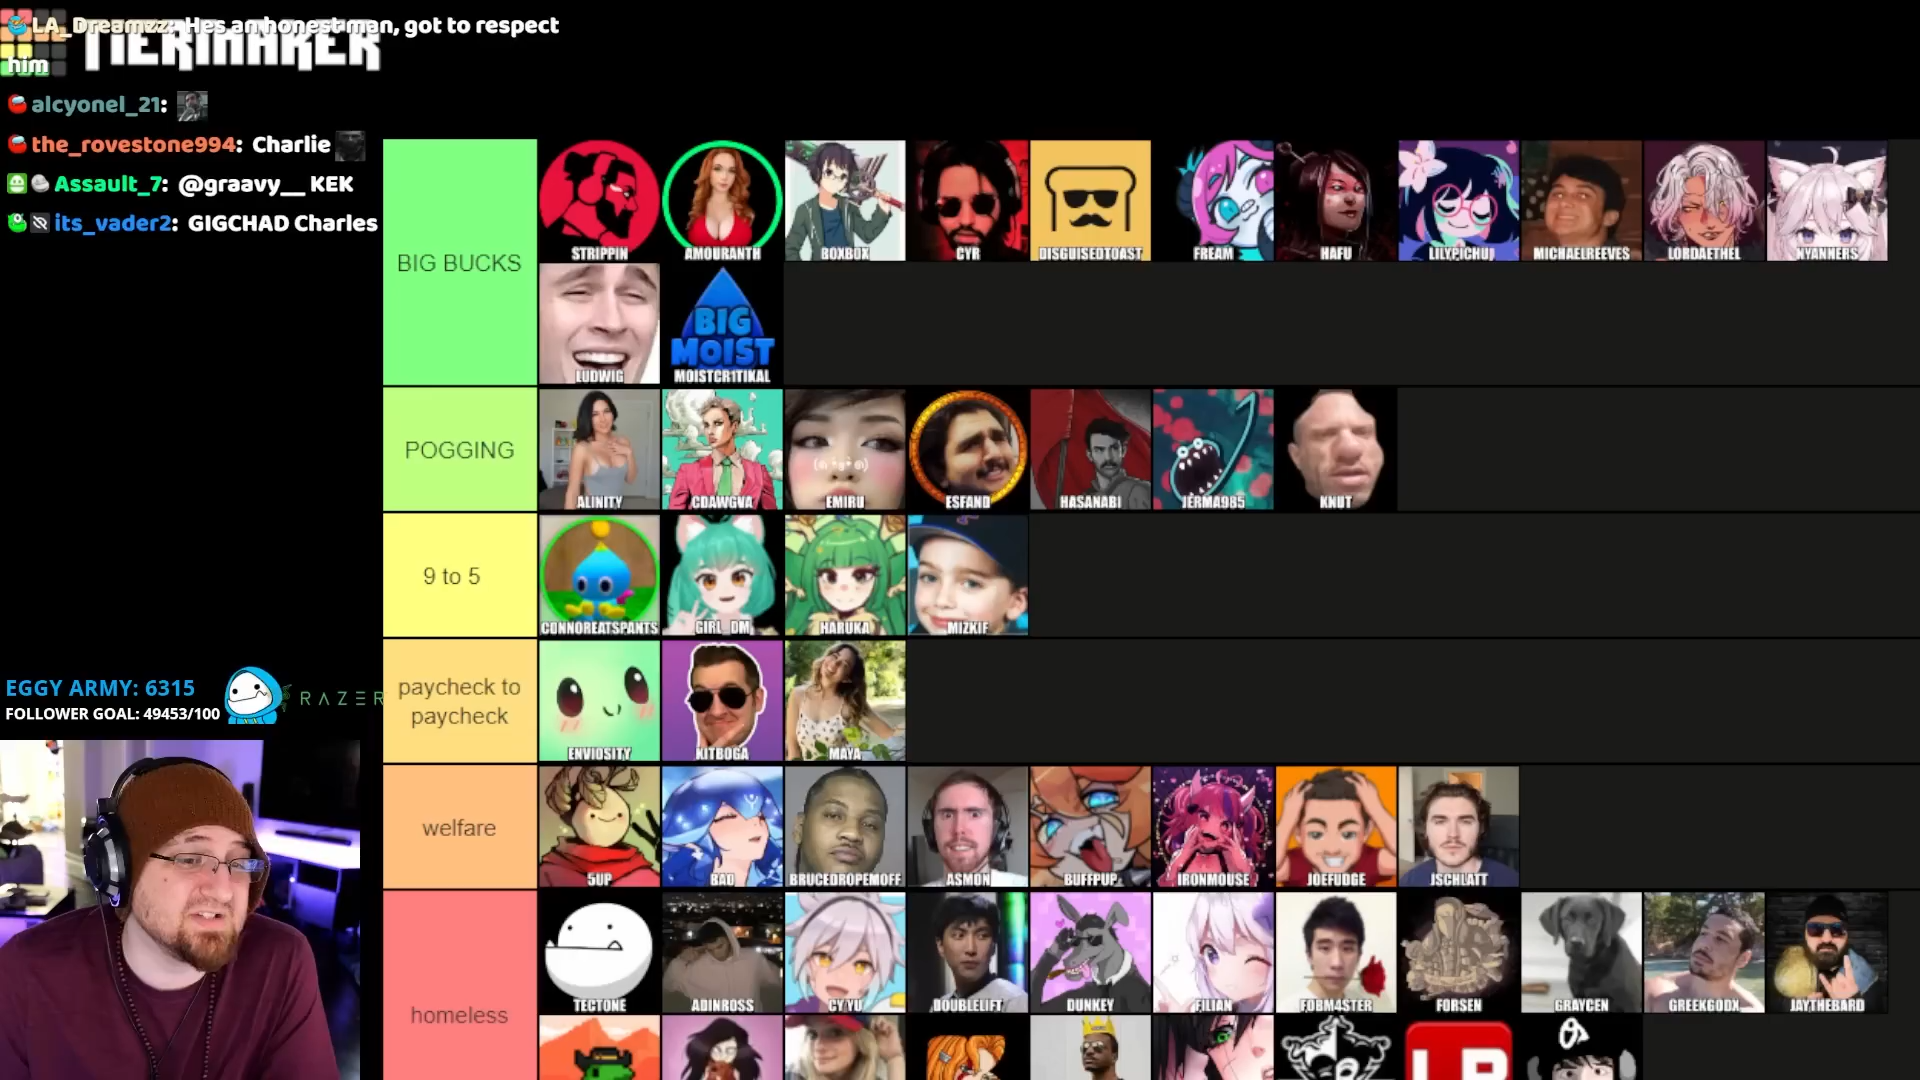 LA_Dreamzz: Hes an honest man, got to respect
him
TIERMAKER
alcyonel_21:
the_rovestone994: Charlie
Assault_7: @graavy__ KEK
its_vader2: GIGCHAD Charles
BIG BUCKS
STRIPPIN
AMOURANTH
BOXBOX
CYR
DISGUISEDTOAST
FREAM
HAFU
LILYPICHU
MICHAELREEVES
LORDAETHEL
NYANNERS
LUDWIG
BIG
MOIST
MOISTCR1TIKAL
POGGING
ALINITY
CDAWGVA
EMIRU
ESFAND
HASANABI
JERMA985
KNUT
9 to 5
CONNOREATSPANTS
GIRL_DM
HARUKA
MIZKIF
EGGY ARMY: 6315
FOLLOWER GOAL: 49453/100
RAZER
paycheck to
paycheck
ENVIOSITY
KITBOGA
MAYA
welfare
5UP
BAO
BRUCEDROPEMOFF
ASMON
BUFFPUP
IRONMOUSE
JOEFUDGE
JSCHLATT
homeless
TECTONE
ADINROSS
CY YU
DOUBLELIFT
DUNKEY
FILIAN
FOBM4STER
FORSEN
GRAYCEN
GREEKGODX
JAYTHEBARD